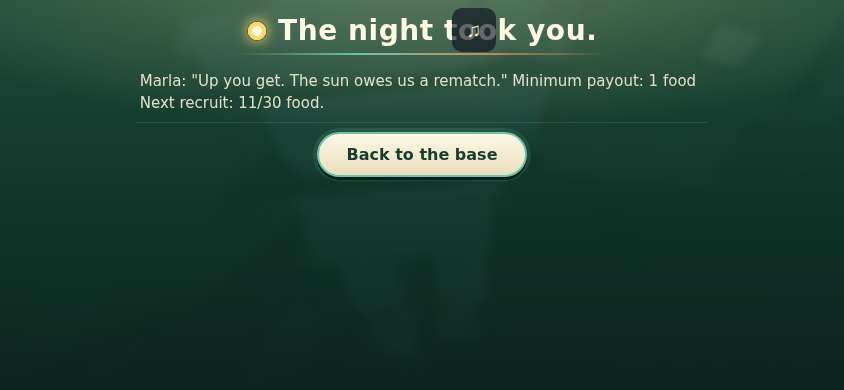 The night took you.
Marla: "Up you get. The sun owes us a rematch." Minimum payout: 1 food
Next recruit: 11/30 food.
Back to the base